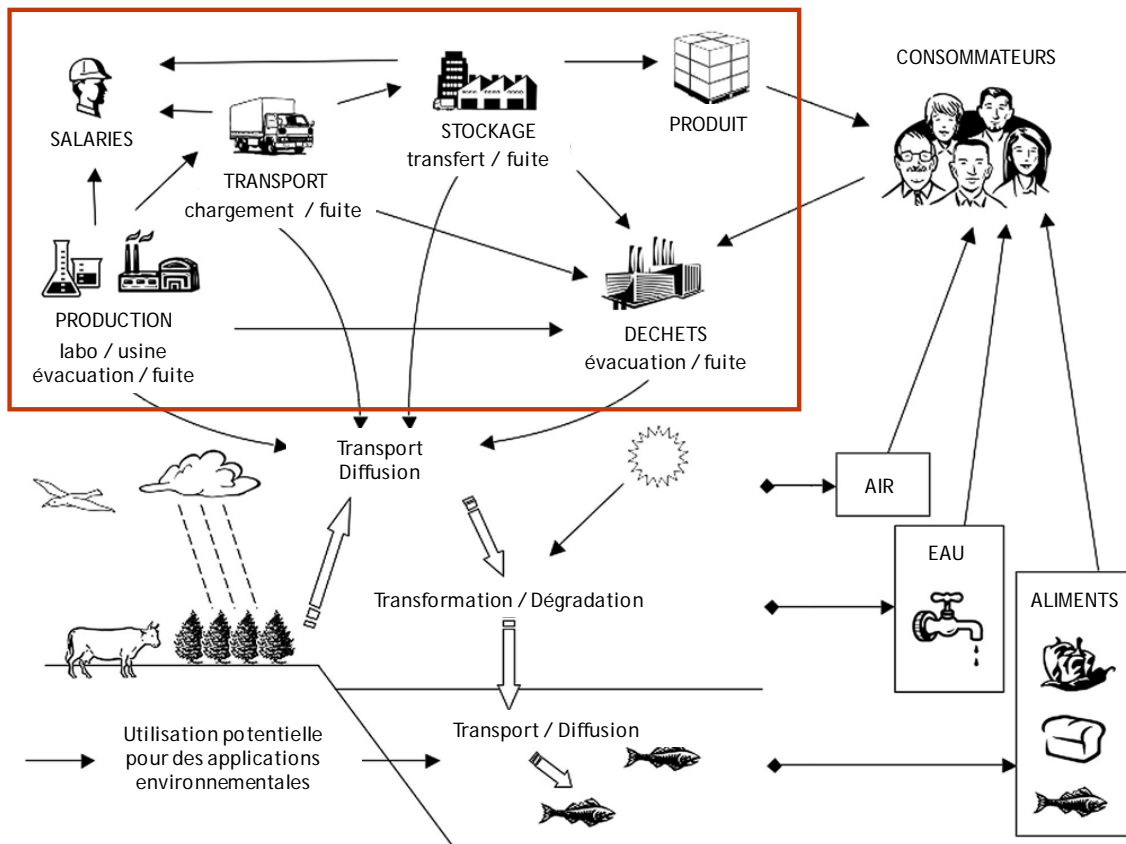 CONSOMMATEURS
SALARIES
STOCKAGE
transfert / fuite
PRODUIT
TRANSPORT
chargement / fuite
PRODUCTION
labo / usine
évacuation / fuite
DECHETS
évacuation / fuite
Transport
Diffusion
AIR
EAU
Transformation / Dégradation
ALIMENTS
Utilisation potentielle
pour des applications
environnementales
Transport / Diffusion